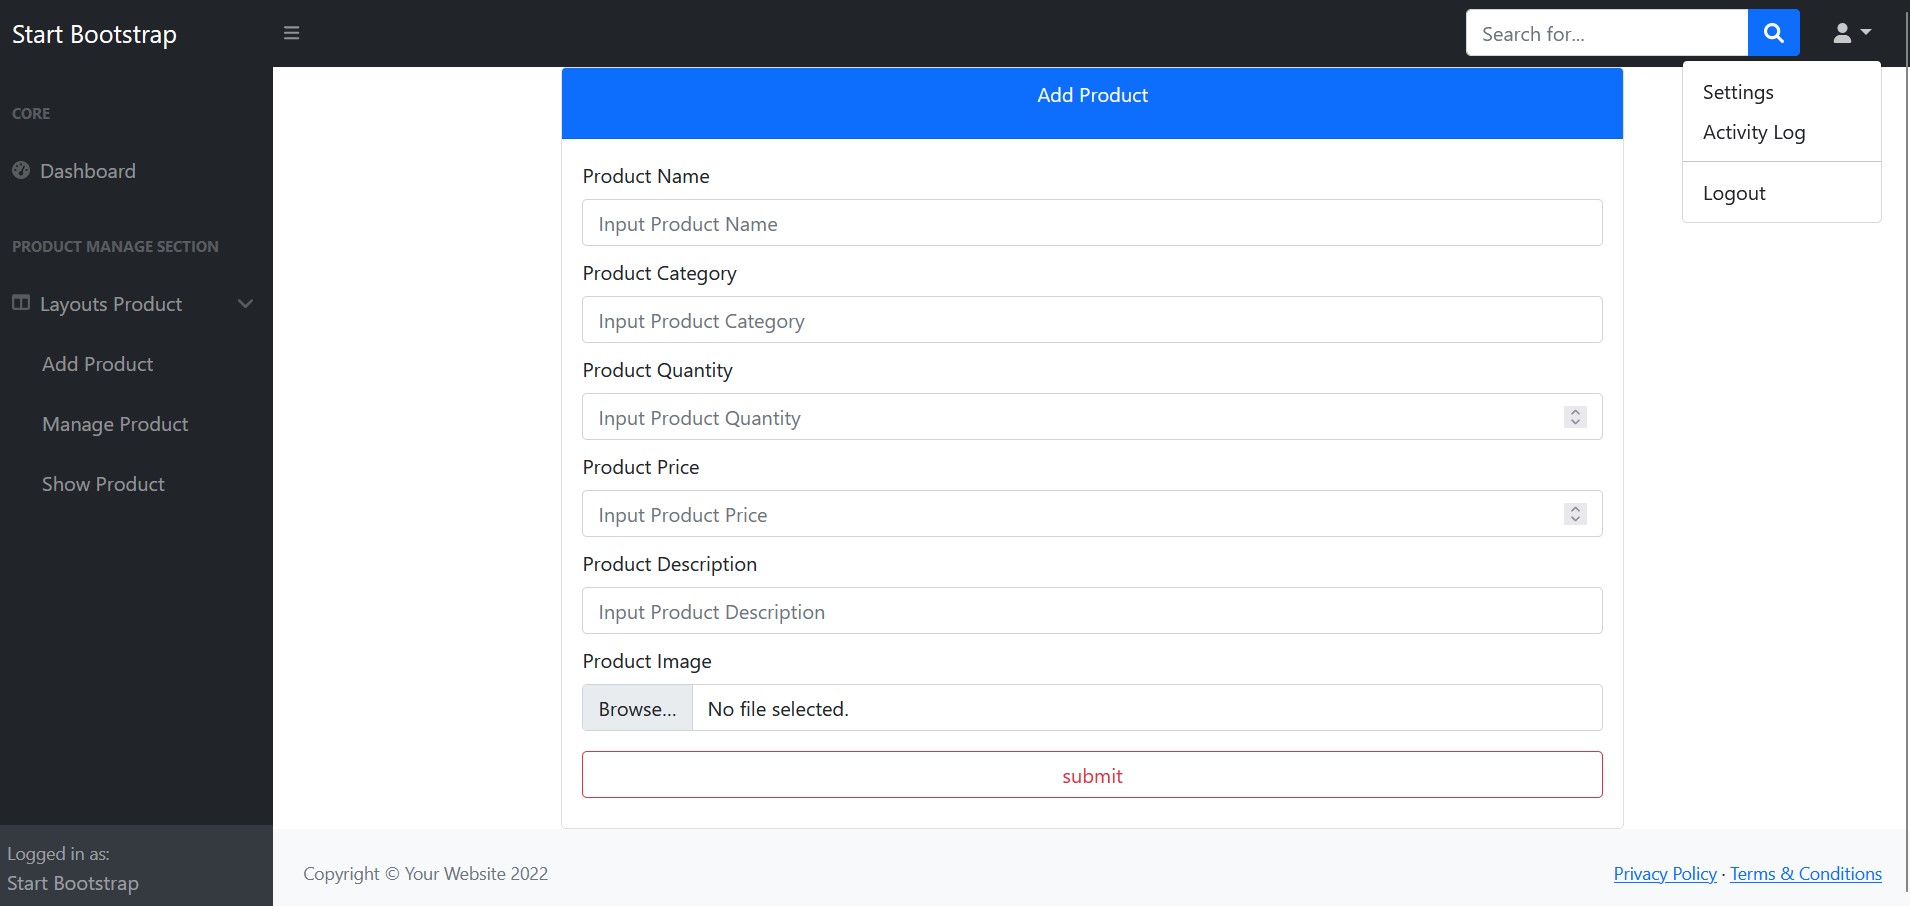 Start Bootstrap
Search for...
Settings
Activity Log
Logout
CORE
Dashboard
PRODUCT MANAGE SECTION
Layouts Product
Add Product
Manage Product
Show Product
Logged in as:
Start Bootstrap
Add Product
Product Name
Input Product Name
Product Category
Input Product Category
Product Quantity
Input Product Quantity
Product Price
Input Product Price
Product Description
Input Product Description
Product Image
Browse... No file selected.
submit
Copyright © Your Website 2022
Privacy Policy · Terms & Conditions